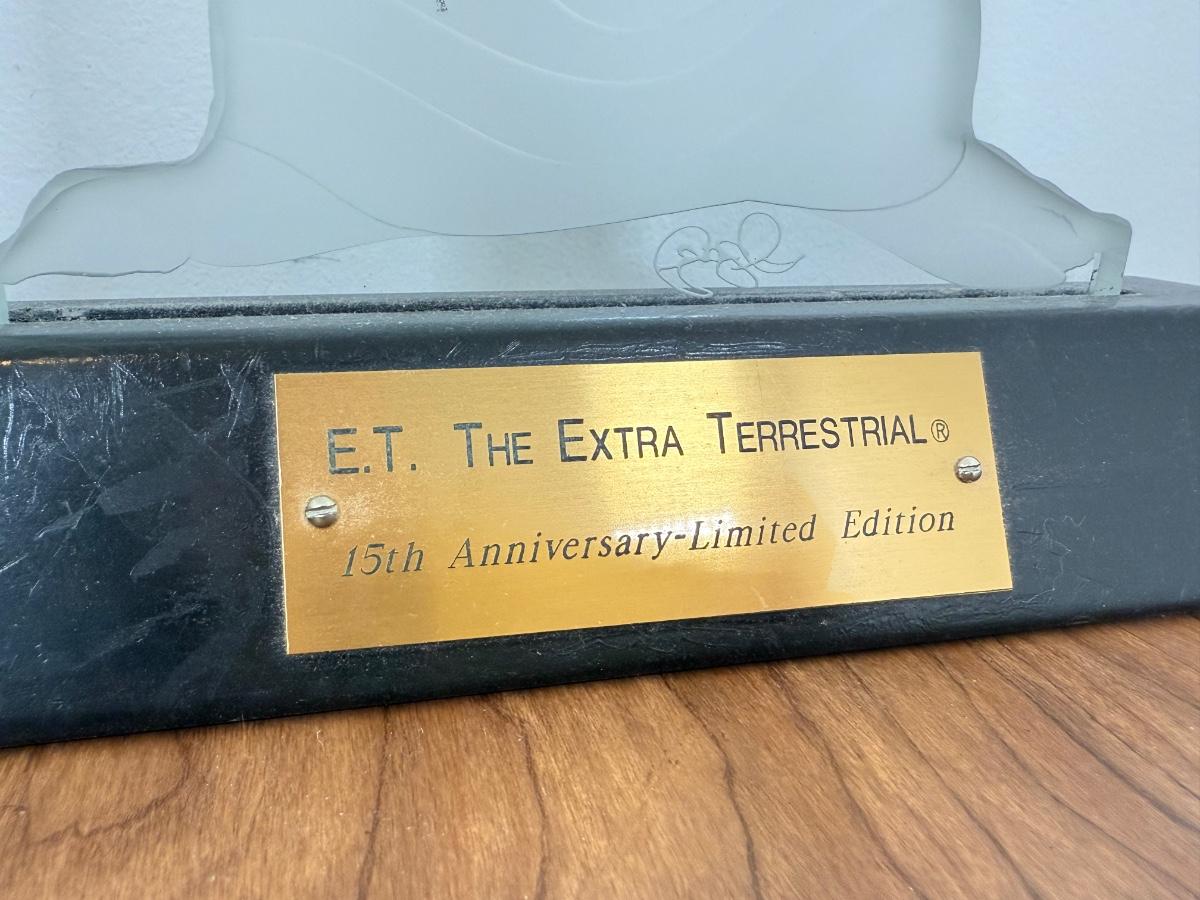 E.T. THE EXTRA TERRESTRIAL®
15th Anniversary-Limited Edition